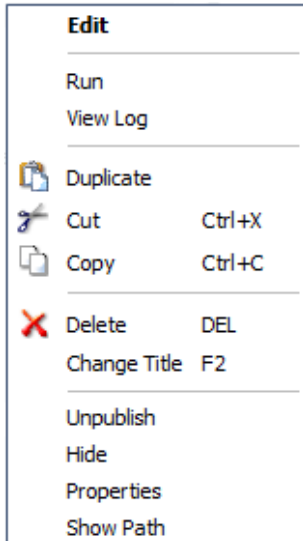 Edit
Run
View Log
Duplicate
Cut Ctrl+X
Copy Ctrl+C
Delete DEL
Change Title F2
Unpublish
Hide
Properties
Show Path